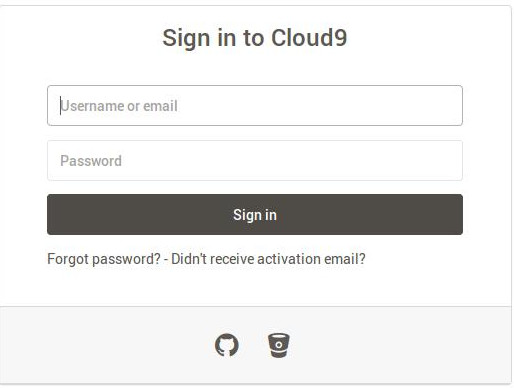 Sign in to Cloud9
Username or email
Password
Sign in
Forgot password? - Didn't receive activation email?